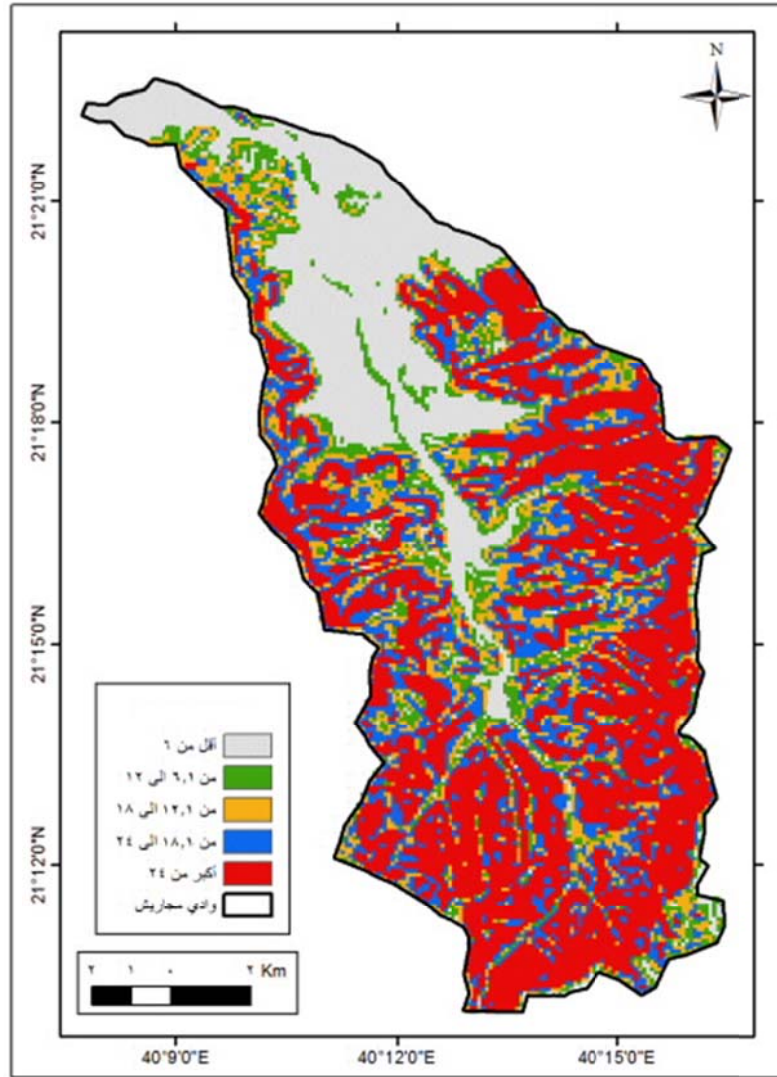 N
21°21'0"N
21°18'0"N
21°15'0"N
21°12'0"N
أقل من ٦
من ٦,١ الى ١٢
من ١٢,١ الى ١٨
من ١٨,١ الى ٢٤
أكبر من ٢٤
وادي سجاريش
٢ ١ ٠ ٢ Km
40°9'0"E 40°12'0"E 40°15'0"E